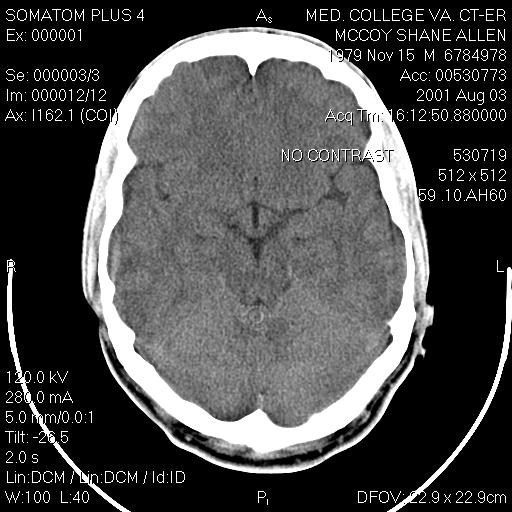 SOMATOM PLUS 4
Ex: 000001
Se: 000003/3
Im: 000012/12
Ax: I162.1 (COI)
As
MED. COLLEGE VA. CT-ER
MCCOY SHANE ALLEN
1979 Nov 15 M 6784978
Acc: 00530773
2001 Aug 03
Acq Tm: 16:12:50.880000
NO CONTRAST
530719
512 x 512
59 .10.AH60
R
L
120.0 kV
280.0 mA
5.0 mm/0.0:1
Tilt: -26.5
2.0 s
Lin:DCM / Lin:DCM / Id:ID
W:100 L:40
PI
DFOV: 22.9 x 22.9cm